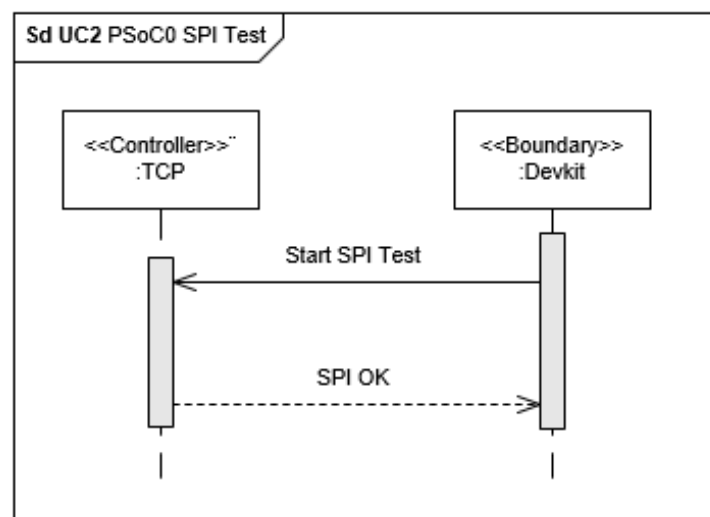 Sd UC2 PSoC0 SPI Test
<<Controller>>¨
:TCP
<<Boundary>>
:Devkit
Start SPI Test
SPI OK